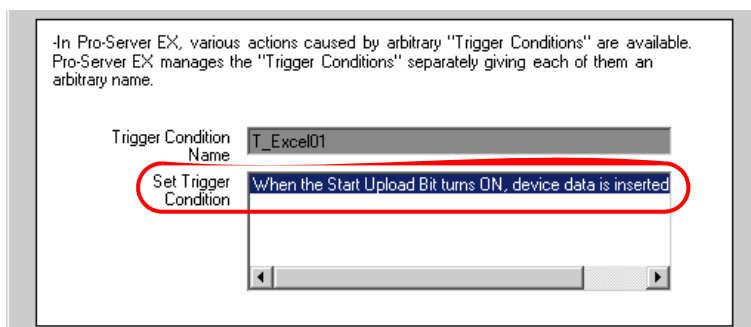 -In Pro-Server EX, various actions caused by arbitrary "Trigger Conditions" are available.
Pro-Server EX manages the "Trigger Conditions" separately giving each of them an
arbitrary name.
Trigger Condition Name
T_Excel01
Set Trigger Condition
When the Start Upload Bit turns ON, device data is inserted